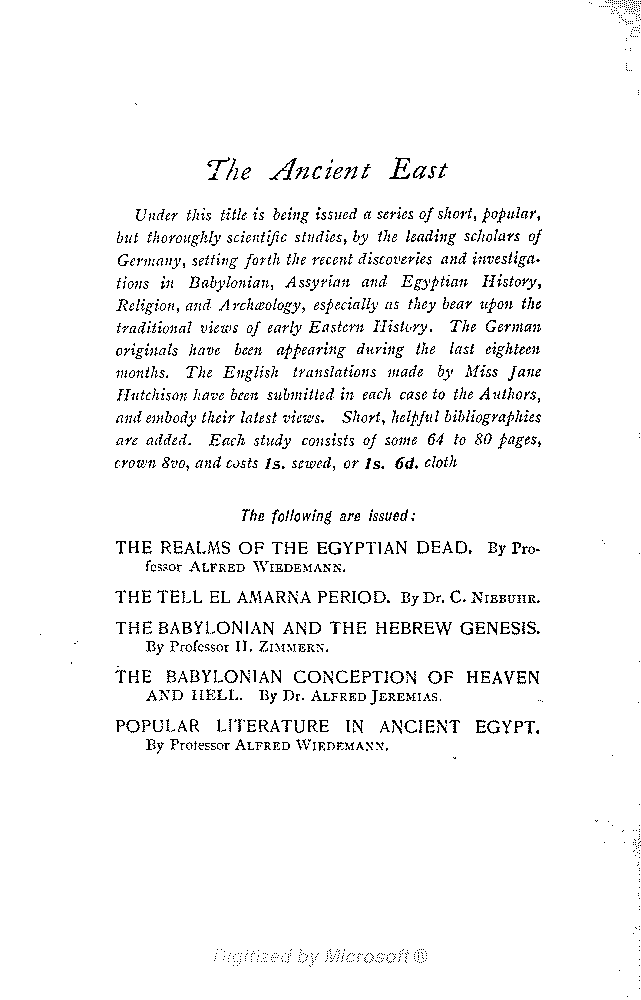 The Ancient East
Under this title is being issued a series of short, popular,
but thoroughly scientific studies, by the leading scholars of
Germany, setting forth the recent discoveries and investiga-
tions in Babylonian, Assyrian and Egyptian History,
Religion, and Archæology, especially as they bear upon the
traditional views of early Eastern History. The German
originals have been appearing during the last eighteen
months. The English translations made by Miss Jane
Hutchison have been submitted in each case to the Authors,
and embody their latest views. Short, helpful bibliographies
are added. Each study consists of some 64 to 80 pages,
crown 8vo, and costs 1s. sewed, or 1s. 6d. cloth
The following are issued:
THE REALMS OF THE EGYPTIAN DEAD. By Pro-
fessor ALFRED WIEDEMANN.
THE TELL EL AMARNA PERIOD. By Dr. C. NIEBUHR.
THE BABYLONIAN AND THE HEBREW GENESIS.
By Professor H. ZIMMERN.
THE BABYLONIAN CONCEPTION OF HEAVEN
AND HELL. By Dr. ALFRED JEREMIAS.
POPULAR LITERATURE IN ANCIENT EGYPT.
By Professor ALFRED WIEDEMANN.
Digitized by Microsoft®